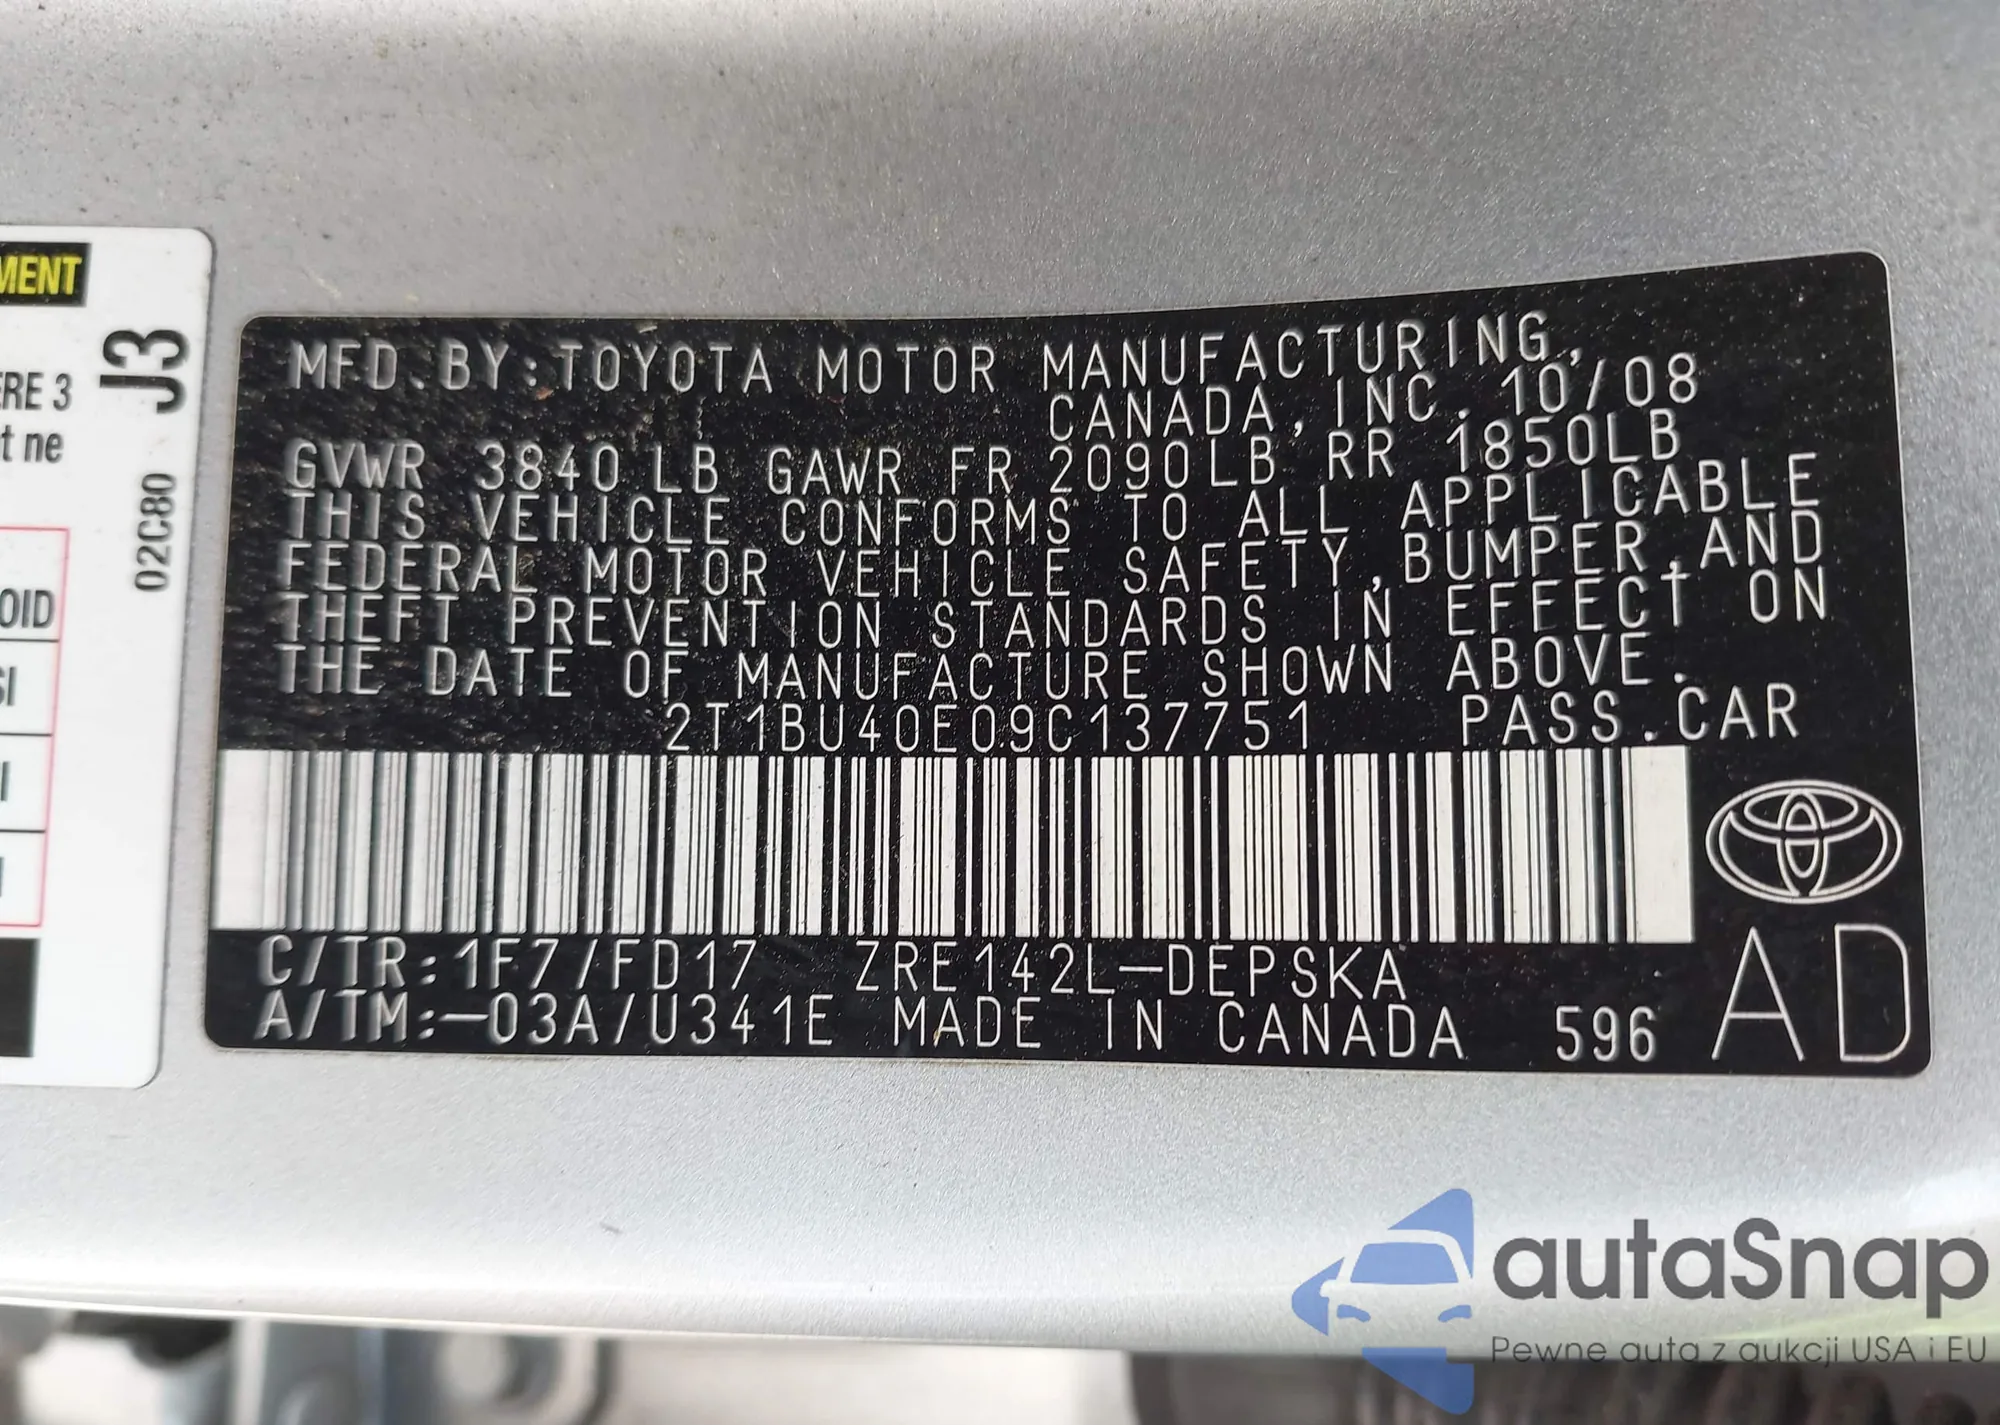 MENT
ERE 3
t ne
J3
02C80
OID
SI
I
MFD.BY:TOYOTA MOTOR MANUFACTURING,
CANADA,INC. 10/08
GVWR 3840LB GAWR FR 2090LB RR 1850LB
THIS VEHICLE CONFORMS TO ALL APPLICABLE
FEDERAL MOTOR VEHICLE SAFETY,BUMPER,AND
THEFT PREVENTION STANDARDS IN EFFECT ON
THE DATE OF MANUFACTURE SHOWN ABOVE.
2T1BU40E09C137751 PASS.CAR
C/TR:1F7/FD17 ZRE142L-DEPSKA
A/TM:-03A/U341E MADE IN CANADA 596
AD
autaSnap
Pewne auta z aukcji USA i EU